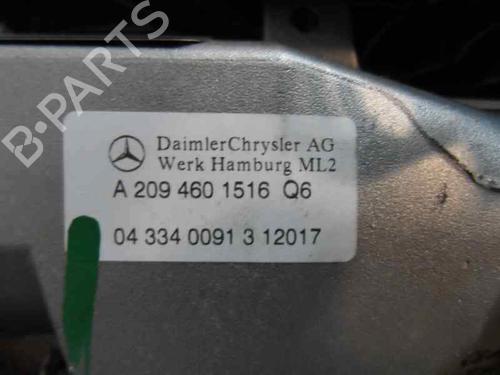 B-PARTS
DaimlerChrysler AG
Werk Hamburg ML2
A 209 460 1516 Q6
04 334 0091 3 12017